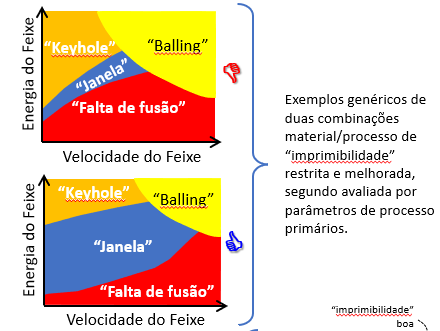 Energia do Feixe
“Keyhole”
“Balling”
“Janela”
“Falta de fusão”
Velocidade do Feixe
Energia do Feixe
“Keyhole”
“Balling”
“Janela”
“Falta de fusão”
Velocidade do Feixe
Exemplos genéricos de
duas combinações
material/processo de
“imprimibilidade”
restrita e melhorada,
segundo avaliada por
parâmetros de processo
primários.
“imprimibilidade”
boa